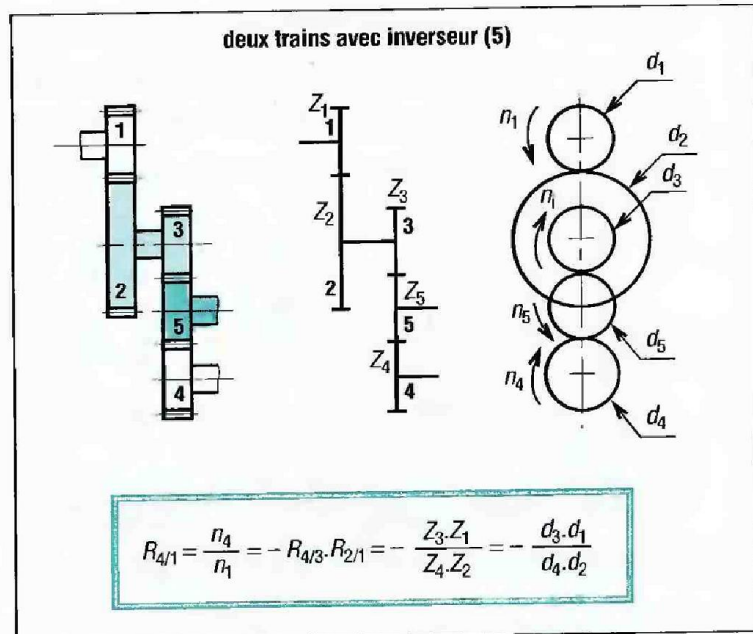 deux trains avec inverseur (5)
1
2
3
5
4
Z1
1
Z2
2
Z3
3
Z5
5
Z4
4
d1
n1
d2
d3
n1
n5
d5
n4
d4
R4/1 = n4/n1 = - R4/3.R2/1 = - Z3.Z1/Z4.Z2 = - d3.d1/d4.d2